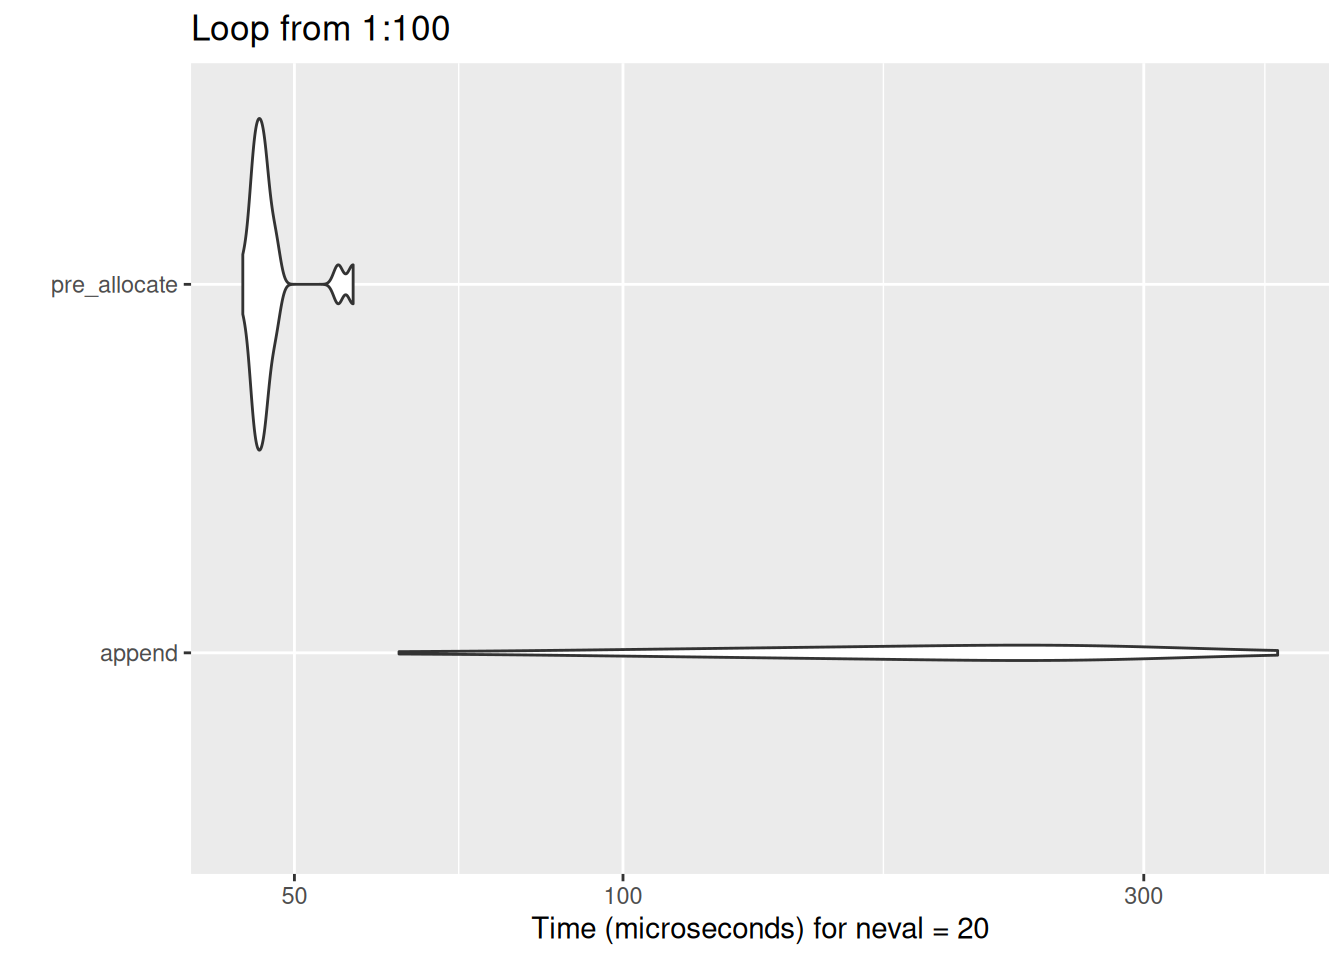 Loop from 1:100
pre_allocate
append
50
100
300
Time (microseconds) for neval = 20